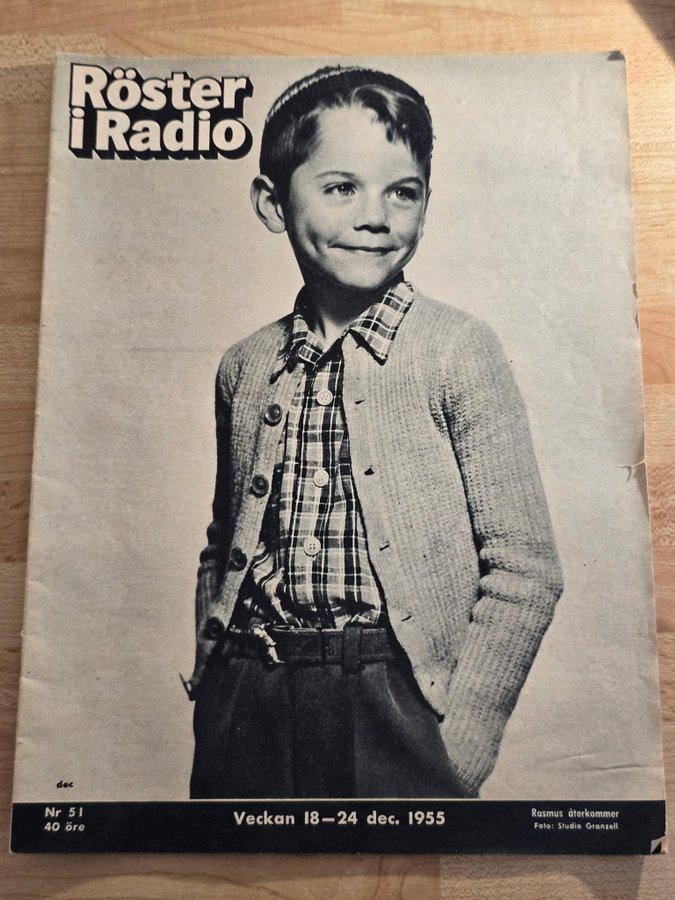 Röster
i Radio
dec
Nr 51
40 öre
Veckan 18–24 dec. 1955
Rasmus återkommer
Foto: Studio Granzell